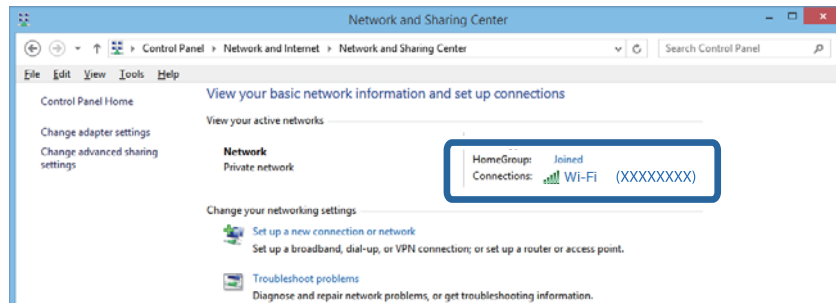 Network and Sharing Center
Control Panel Network and Internet Network and Sharing Center Search Control Panel
File Edit View Tools Help
Control Panel Home
Change adapter settings
Change advanced sharing
settings
View your basic network information and set up connections
View your active networks
Network
Private network
HomeGroup: Joined
Connections: Wi-Fi (XXXXXXXX)
Change your networking settings
Set up a new connection or network
Set up a broadband, dial-up, or VPN connection; or set up a router or access point.
Troubleshoot problems
Diagnose and repair network problems, or get troubleshooting information.